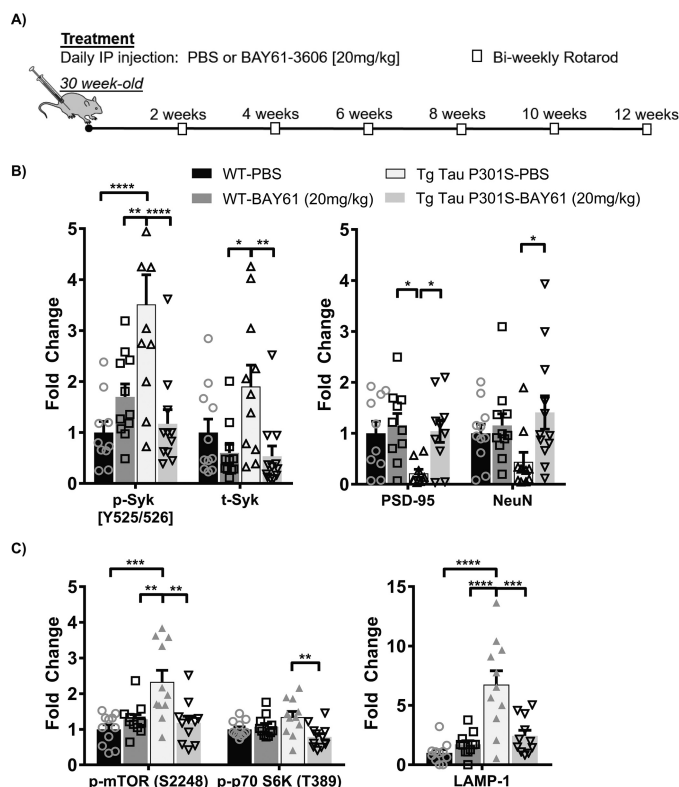 A)
Treatment
Daily IP injection: PBS or BAY61-3606 [20mg/kg]
Bi-weekly Rotarod
30 week-old
2 weeks
4 weeks
6 weeks
8 weeks
10 weeks
12 weeks
B)
WT-PBS
Tg Tau P301S-PBS
WT-BAY61 (20mg/kg)
Tg Tau P301S-BAY61 (20mg/kg)
Fold Change
5
4
3
2
1
0
****
** ****
* **
p-Syk
[Y525/526]
t-Syk
Fold Change
5
4
3
2
1
0
* *
*
PSD-95
NeuN
C)
Fold Change
5
4
3
2
1
0
***
** **
**
p-mTOR (S2248)
p-p70 S6K (T389)
Fold Change
15
10
5
0
****
**** ***
LAMP-1